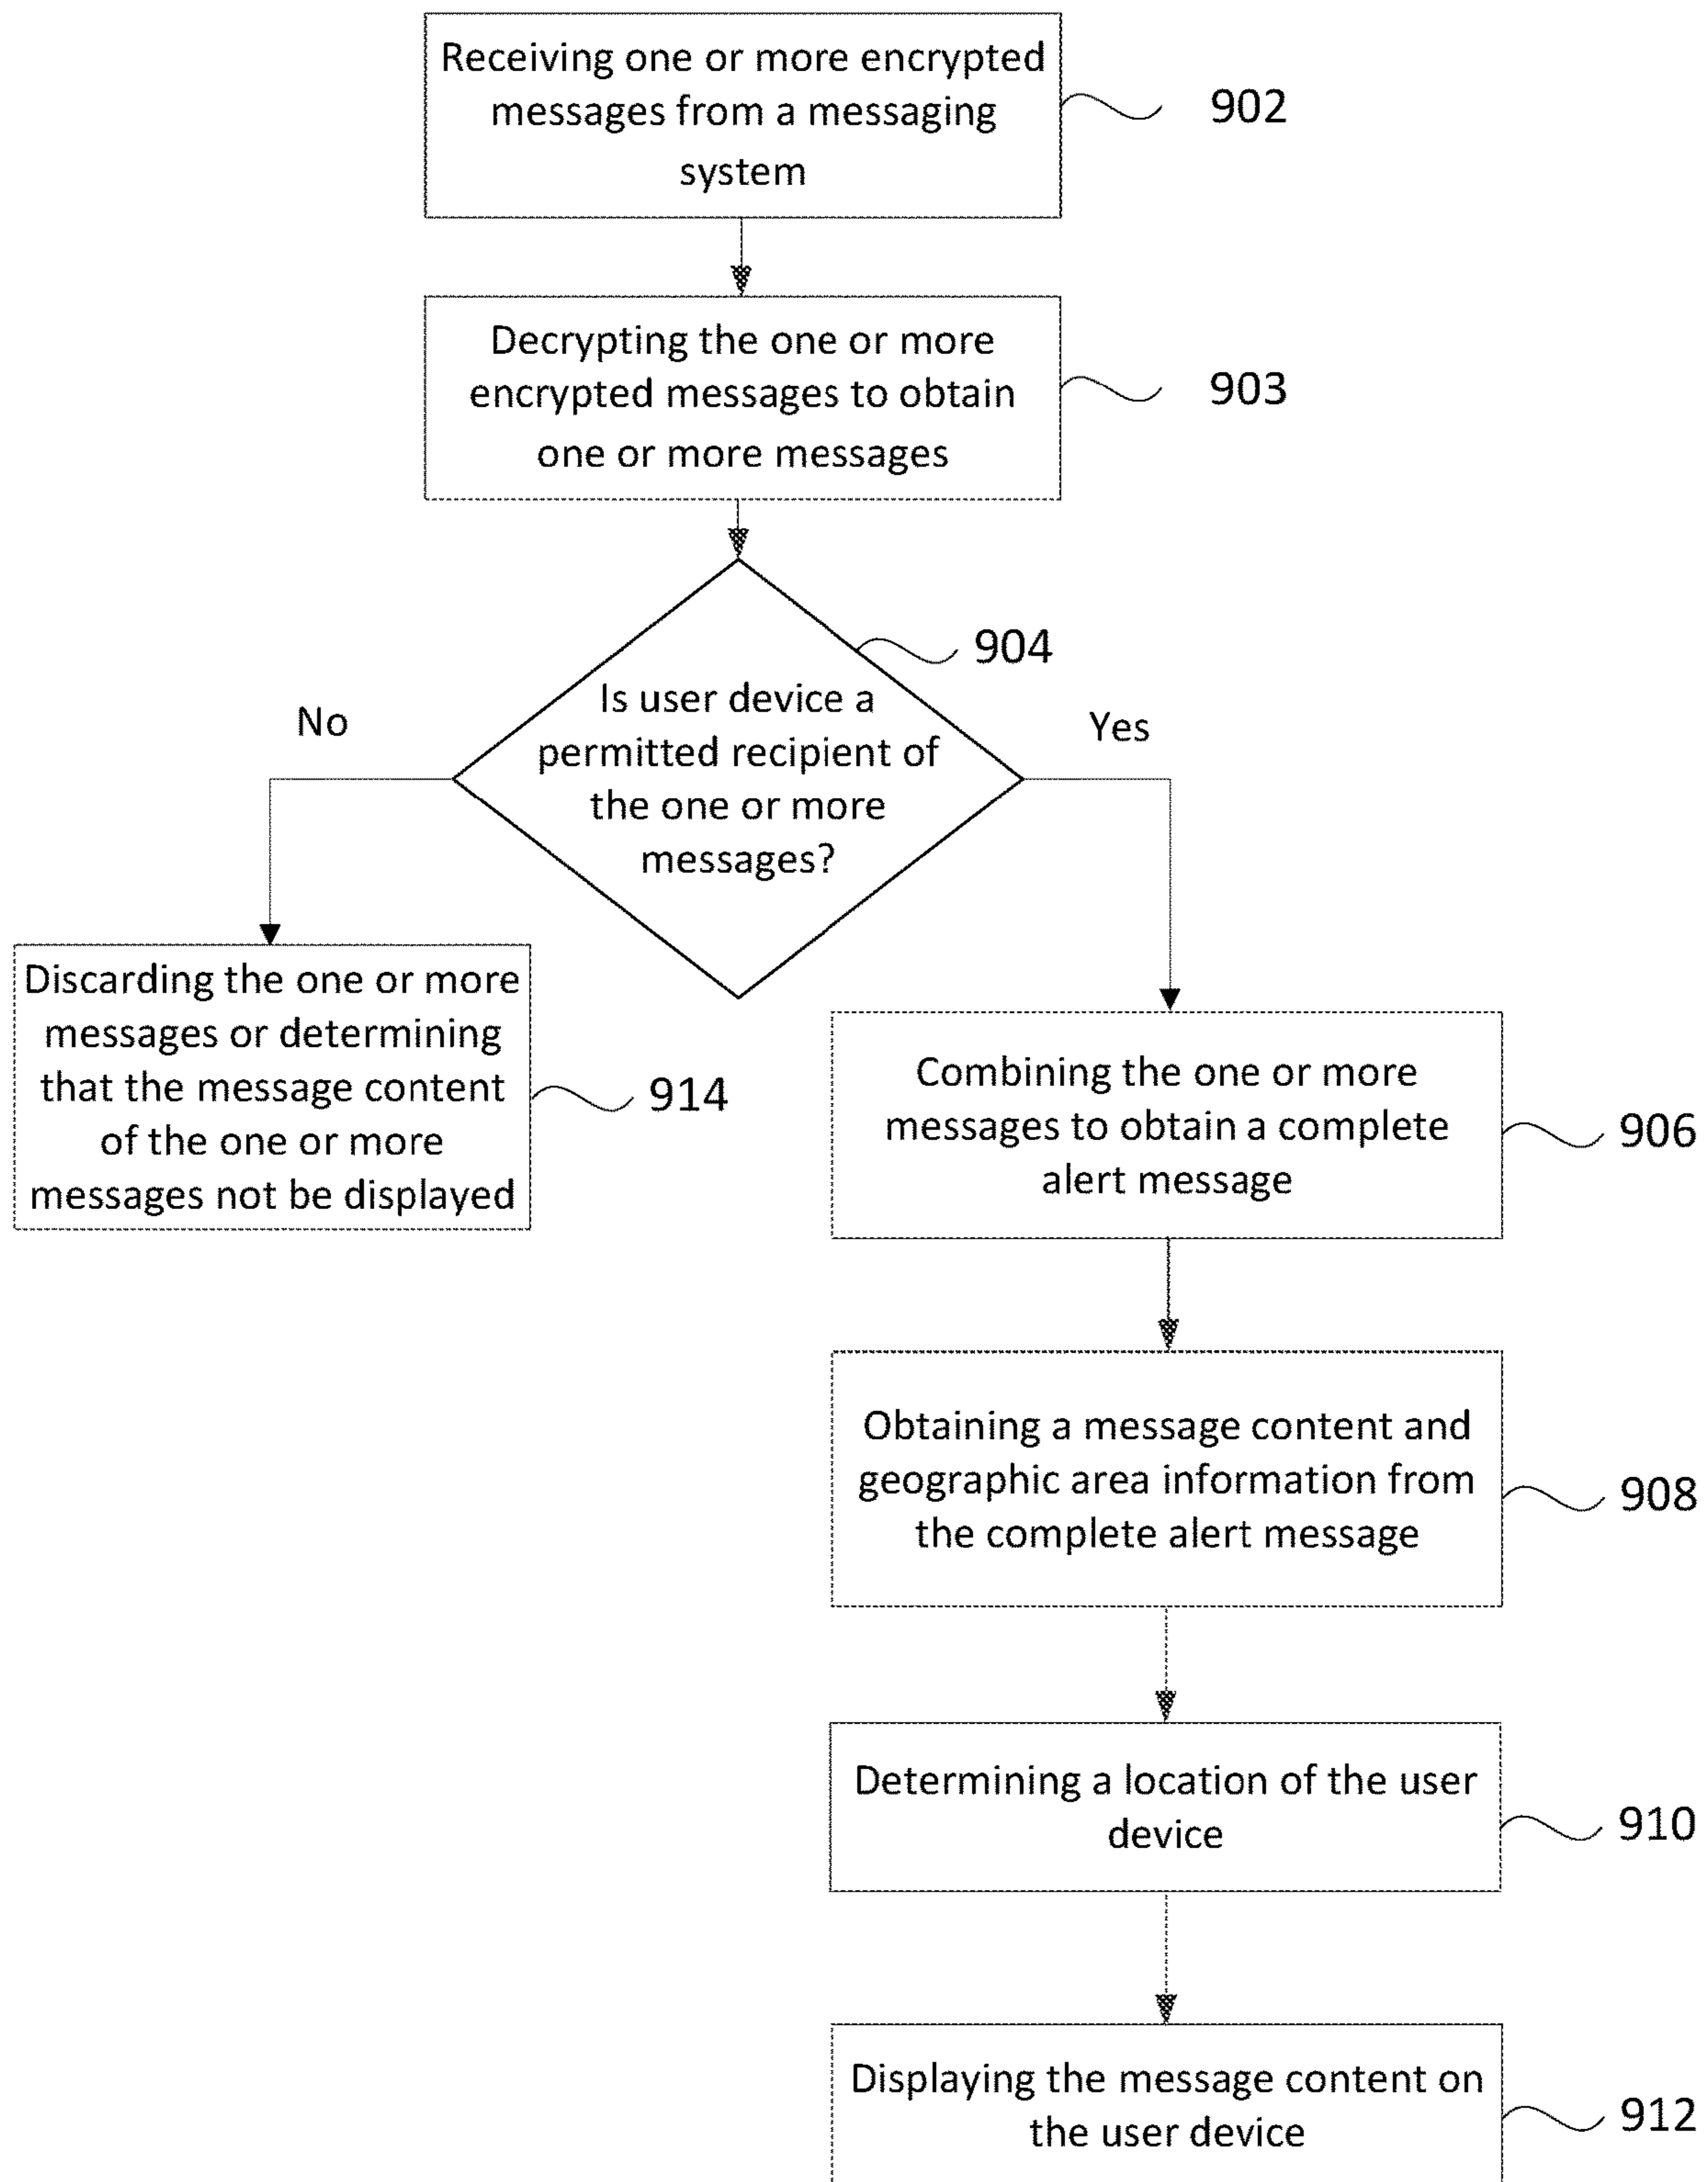 Receiving one or more encrypted
messages from a messaging
system
902
Decrypting the one or more
encrypted messages to obtain
one or more messages
903
904
Is user device a
permitted recipient of
the one or more
messages?
No
Yes
Discarding the one or more
messages or determining
that the message content
of the one or more
messages not be displayed
914
Combining the one or more
messages to obtain a complete
alert message
906
Obtaining a message content and
geographic area information from
the complete alert message
908
Determining a location of the user
device
910
Displaying the message content on
the user device
912